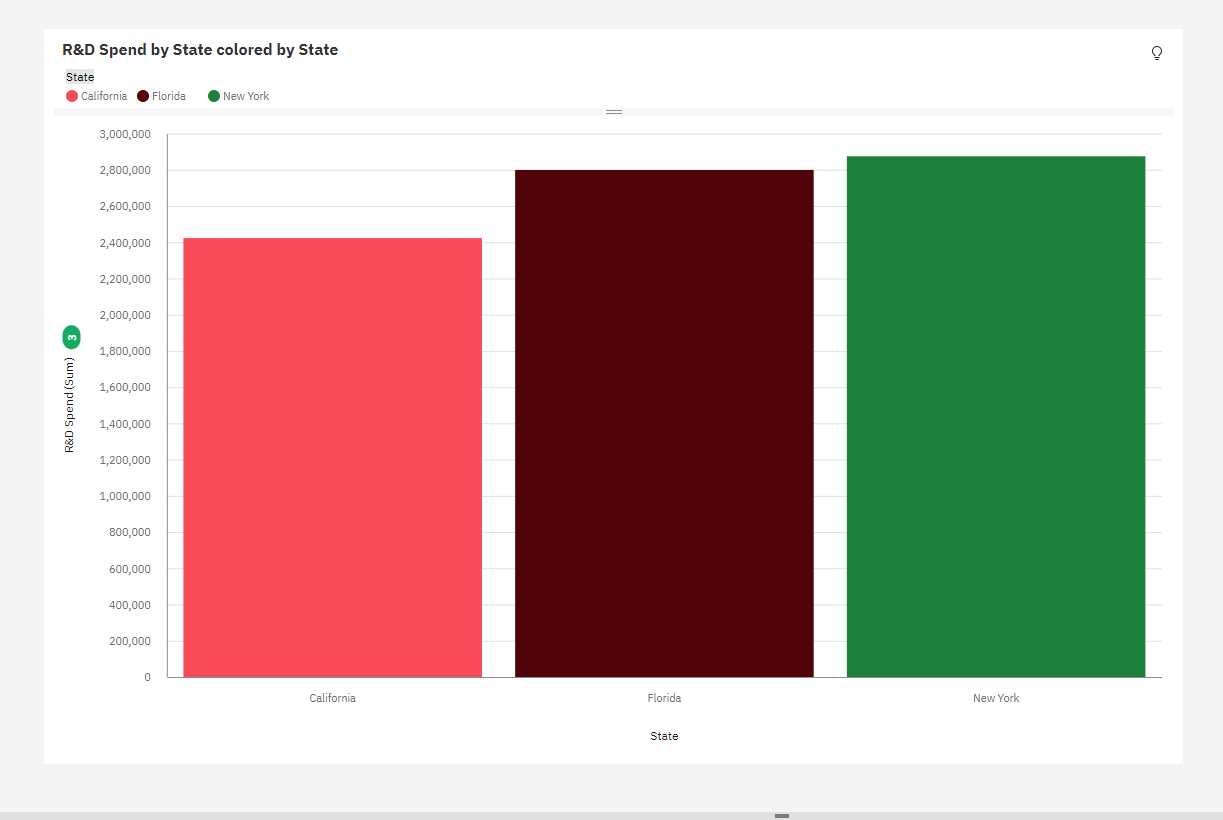 R&D Spend by State colored by State
State
California Florida New York
3,000,000
2,800,000
2,600,000
2,400,000
2,200,000
2,000,000
1,800,000
1,600,000
1,400,000
1,200,000
1,000,000
800,000
600,000
400,000
200,000
0
R&D Spend (Sum) 3
California Florida New York
State